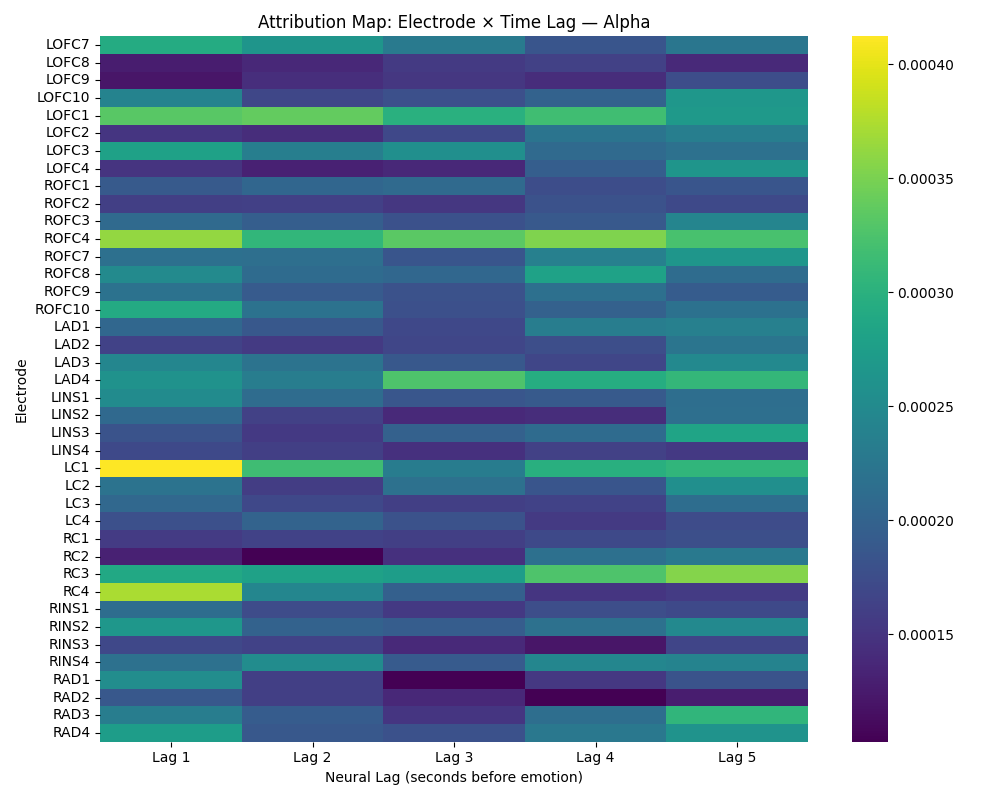 Attribution Map: Electrode × Time Lag — Alpha
LOFC7
LOFC8
LOFC9
LOFC10
LOFC1
LOFC2
LOFC3
LOFC4
ROFC1
ROFC2
ROFC3
ROFC4
ROFC7
ROFC8
ROFC9
ROFC10
LAD1
LAD2
LAD3
LAD4
LINS1
LINS2
LINS3
LINS4
LC1
LC2
LC3
LC4
RC1
RC2
RC3
RC4
RINS1
RINS2
RINS3
RINS4
RAD1
RAD2
RAD3
RAD4
Electrode
Lag 1 Lag 2 Lag 3 Lag 4 Lag 5
Neural Lag (seconds before emotion)
0.00040
0.00035
0.00030
0.00025
0.00020
0.00015